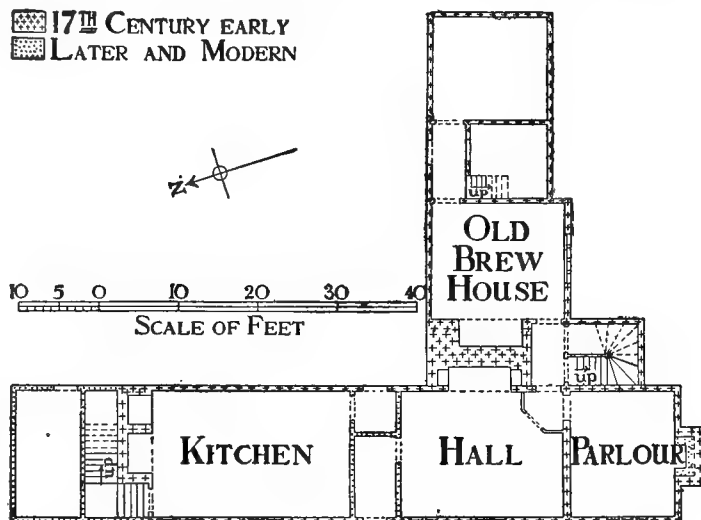 17TH CENTURY EARLY
LATER AND MODERN
N
UP
OLD
BREW
HOUSE
10 5 0 10 20 30 40
SCALE OF FEET
UP
KITCHEN
HALL
PARLOUR
UP